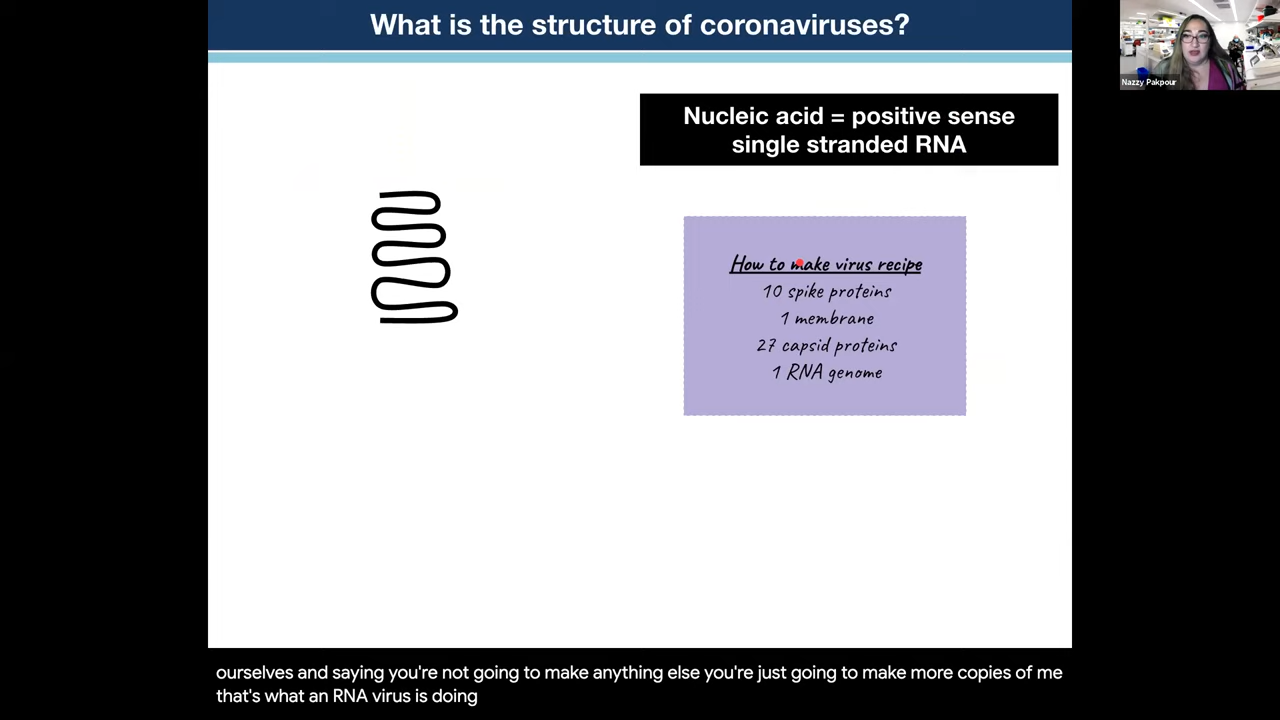 What is the structure of coronaviruses?
Nazzy Pakpour
Nucleic acid = positive sense
single stranded RNA
How to make virus recipe
10 spike proteins
1 membrane
27 capsid proteins
1 RNA genome
ourselves and saying you're not going to make anything else you're just going to make more copies of me
that's what an RNA virus is doing